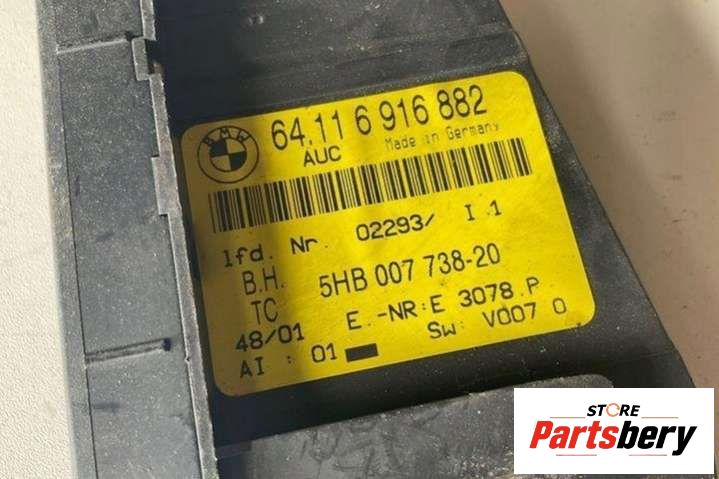 BMW
64.11 6 916 882
AUC Made in Germany
lfd. Nr. 02293/ I.1
B.H. 5HB 007 738-20
TC E.-NR:E 3078.P
48/01 Sw: V007 0
AI : 01
STORE
Partsbery